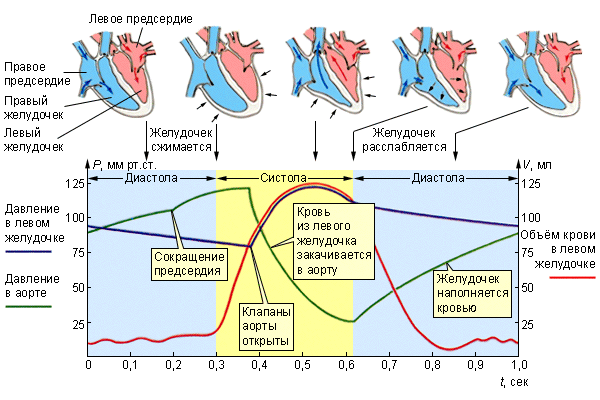 Левое предсердие
Правое
предсердие
Правый
желудочек
Левый
желудочек
Желудочек
сжимается
Желудочек
расслабляется
P, мм рт.ст.
V, мл
Диастола
Систола
Диастола
125
100
75
50
25
125
100
75
50
25
Давление
в левом
желудочке
Давление
в аорте
Объём крови
в левом
желудочке
Сокращение
предсердия
Кровь
из левого
желудочка
закачивается
в аорту
Клапаны
аорты
открыты
Желудочек
наполняется
кровью
0 0,1 0,2 0,3 0,4 0,5 0,6 0,7 0,8 0,9 1,0
t, сек